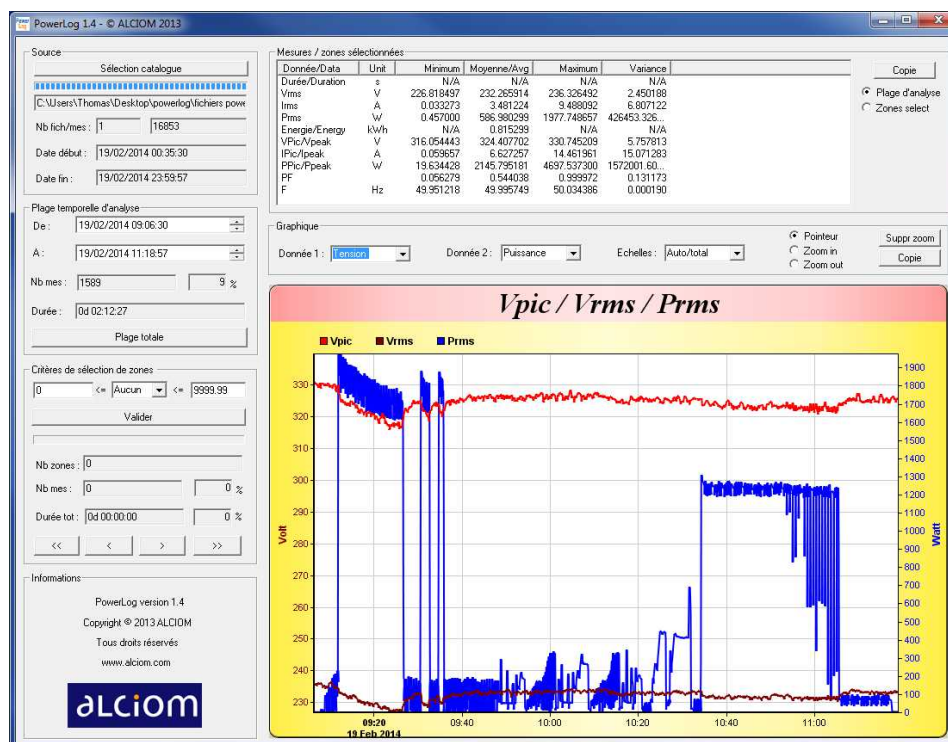 PowerLog 1.4 - © ALCIOM 2013
Source
Sélection catalogue
C:\Users\Thomas\Desktop\powerlog\fichiers powe
Nb fich/mes : 1 16853
Date début : 19/02/2014 00:35:30
Date fin : 19/02/2014 23:59:57
Plage temporelle d'analyse
De : 19/02/2014 09:06:30
A : 19/02/2014 11:18:57
Nb mes : 1589 9 %
Durée : 0d 02:12:27
Plage totale
Critères de sélection de zones
0 <= Aucun <= 9999.99
Valider
Nb zones : 0
Nb mes : 0 0 %
Durée tot : 0d 00:00:00 0 %
<< < > >>
Informations
PowerLog version 1.4
Copyright © 2013 ALCIOM
Tous droits réservés
www.alciom.com
aLciom
Mesures / zones sélectionnées
Donnée/Data Unit Minimum Moyenne/Avg Maximum Variance
Durée/Duration s N/A N/A N/A N/A
Vrms V 226.818497 232.265914 236.326492 2.450188
Irms A 0.033273 3.481224 9.488092 6.807122
Prms W 0.457000 586.980299 1977.748657 426453.326...
Energie/Energy kWh N/A 0.815299 N/A N/A
VPic/Vpeak V 316.054443 324.407702 330.745209 5.757813
IPic/Ipeak A 0.059657 6.627257 14.461961 15.071283
PPic/Ppeak W 19.634428 2145.795181 4697.537300 1572001.60...
PF 0.056279 0.544038 0.999972 0.131173
F Hz 49.951218 49.995749 50.034386 0.000190
Copie
Plage d'analyse
Zones select
Graphique
Donnée 1 : Tension Donnée 2 : Puissance Echelles : Auto/total
Pointeur
Zoom in
Zoom out
Suppr zoom
Copie
Vpic / Vrms / Prms
Vpic Vrms Prms
330
320
310
300
290
280
270
260
250
240
230
Volt
1900
1800
1700
1600
1500
1400
1300
1200
1100
1000
900
800
700
600
500
400
300
200
100
0
Watt
09:20 09:40 10:00 10:20 10:40 11:00
19 Feb 2014